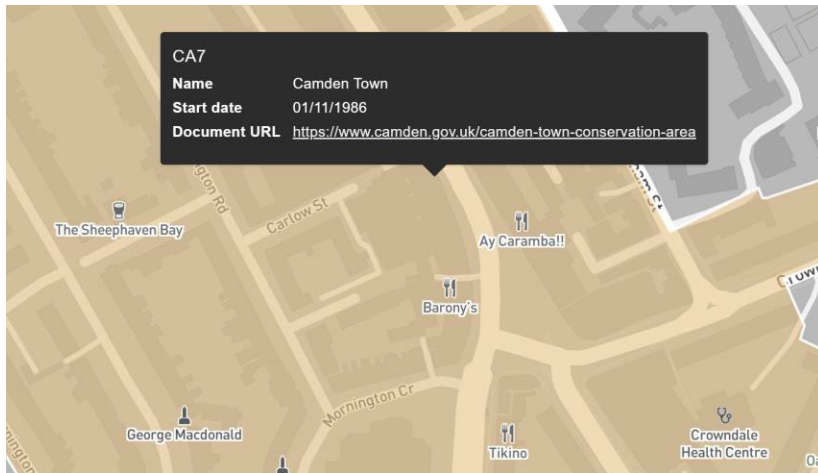 CA7
Name Camden Town
Start date 01/11/1986
Document URL https://www.camden.gov.uk/camden-town-conservation-area
The Sheephaven Bay
Carlow St
Ay Caramba!!
Barony's
Mornington Cr
George Macdonald
Tikino
Crowndale
Health Centre